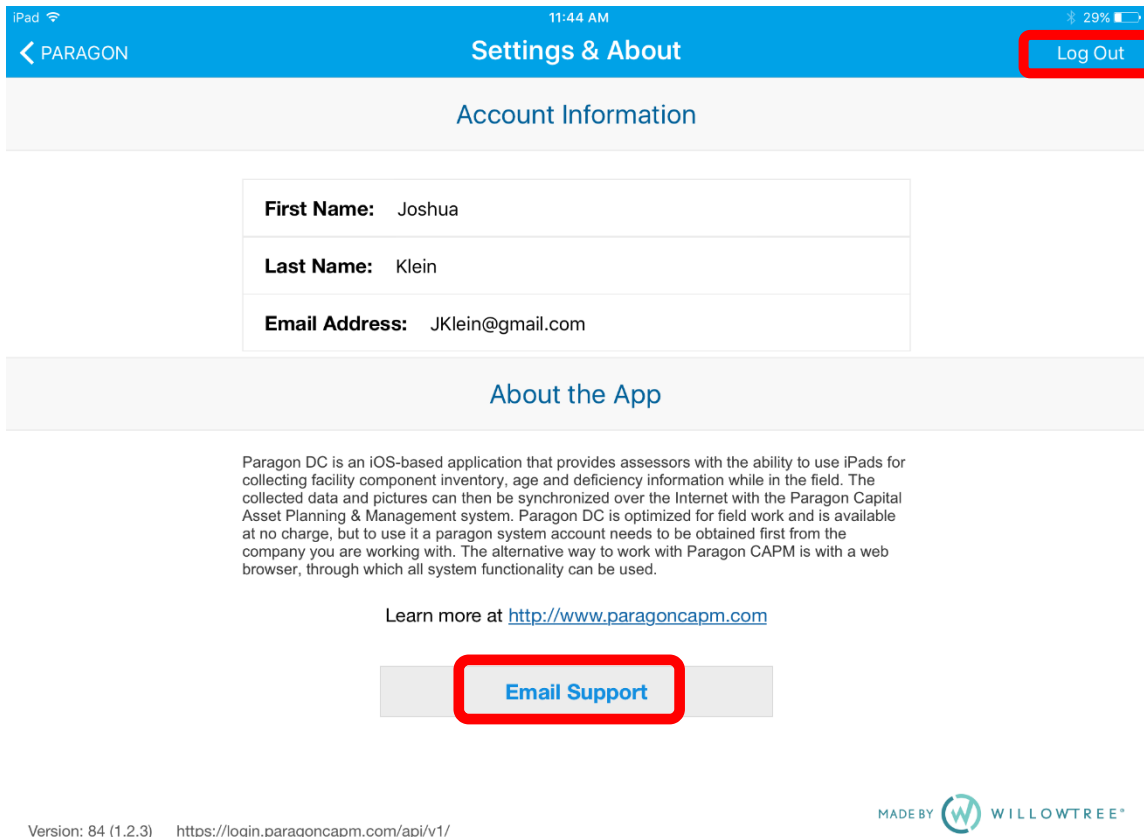 iPad 11:44 AM 29%
PARAGON Settings & About Log Out
Account Information
First Name: Joshua
Last Name: Klein
Email Address: JKlein@gmail.com
About the App
Paragon DC is an iOS-based application that provides assessors with the ability to use iPads for
collecting facility component inventory, age and deficiency information while in the field. The
collected data and pictures can then be synchronized over the Internet with the Paragon Capital
Asset Planning & Management system. Paragon DC is optimized for field work and is available
at no charge, but to use it a paragon system account needs to be obtained first from the
company you are working with. The alternative way to work with Paragon CAPM is with a web
browser, through which all system functionality can be used.
Learn more at http://www.paragoncapm.com
Email Support
MADE BY W WILLOWTREE®
Version: 84 (1.2.3) https://login.paragoncapm.com/api/v1/